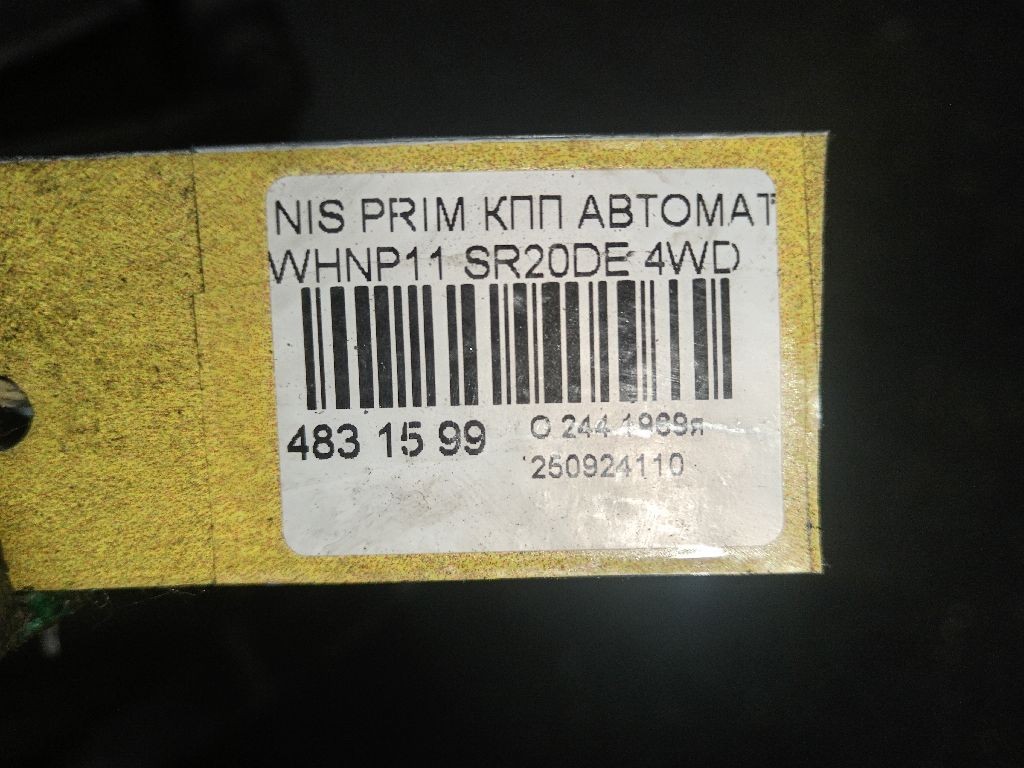 NIS PRIM КПП АВТОМАТ
WHNP11 SR20DE 4WD
483 15 99
О 244 1969я
250924110